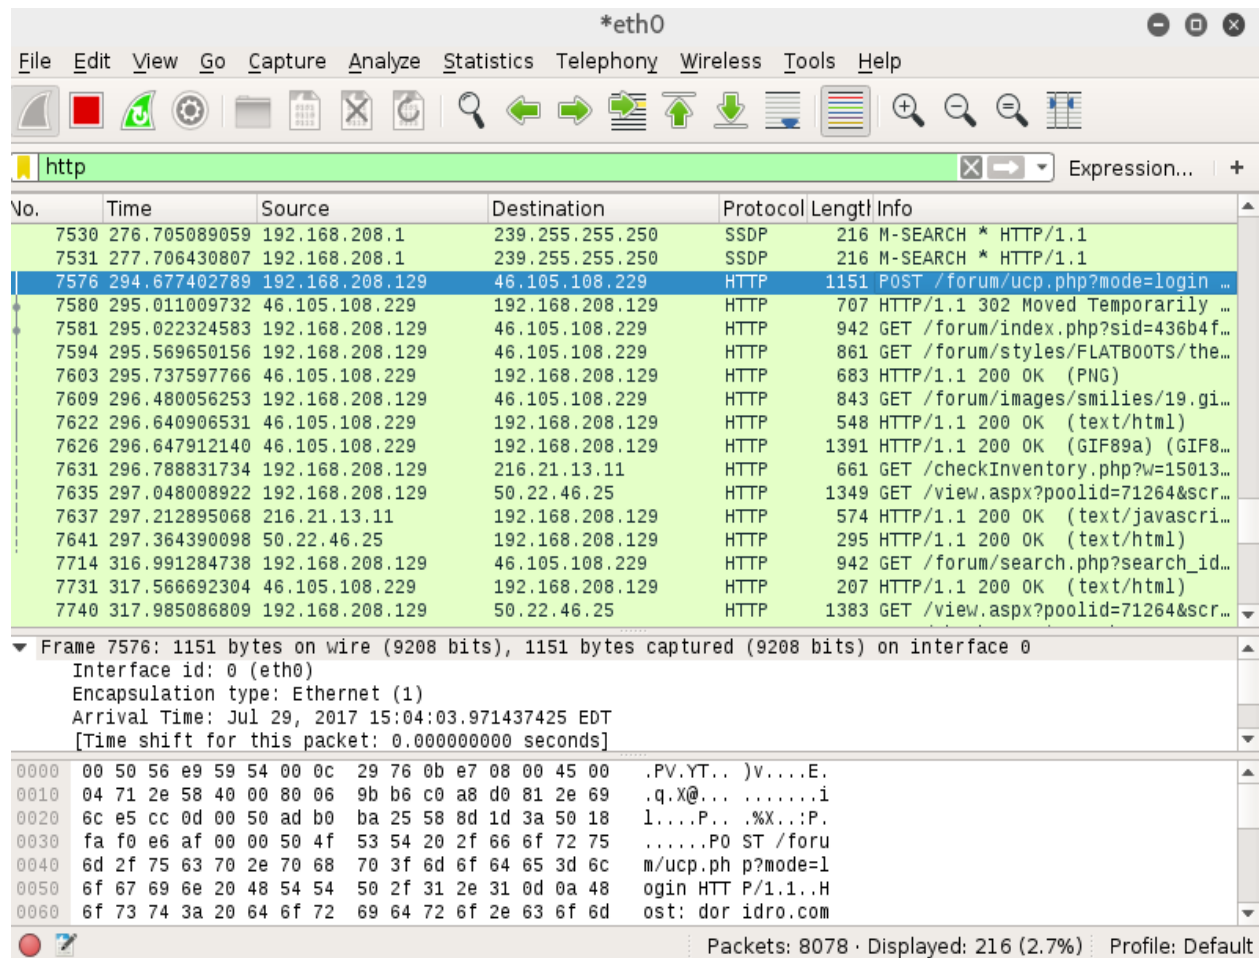 *eth0
File Edit View Go Capture Analyze Statistics Telephony Wireless Tools Help
http Expression... +
No. Time Source Destination Protocol Length Info
7530 276.705089059 192.168.208.1 239.255.255.250 SSDP 216 M-SEARCH * HTTP/1.1
7531 277.706430807 192.168.208.1 239.255.255.250 SSDP 216 M-SEARCH * HTTP/1.1
7576 294.677402789 192.168.208.129 46.105.108.229 HTTP 1151 POST /forum/ucp.php?mode=login …
7580 295.011009732 46.105.108.229 192.168.208.129 HTTP 707 HTTP/1.1 302 Moved Temporarily …
7581 295.022324583 192.168.208.129 46.105.108.229 HTTP 942 GET /forum/index.php?sid=436b4f…
7594 295.569650156 192.168.208.129 46.105.108.229 HTTP 861 GET /forum/styles/FLATBOOTS/the…
7603 295.737597766 46.105.108.229 192.168.208.129 HTTP 683 HTTP/1.1 200 OK (PNG)
7609 296.480056253 192.168.208.129 46.105.108.229 HTTP 843 GET /forum/images/smilies/19.gi…
7622 296.640906531 46.105.108.229 192.168.208.129 HTTP 548 HTTP/1.1 200 OK (text/html)
7626 296.647912140 46.105.108.229 192.168.208.129 HTTP 1391 HTTP/1.1 200 OK (GIF89a) (GIF8…
7631 296.788831734 192.168.208.129 216.21.13.11 HTTP 661 GET /checkInventory.php?w=15013…
7635 297.048008922 192.168.208.129 50.22.46.25 HTTP 1349 GET /view.aspx?poolid=71264&scr…
7637 297.212895068 216.21.13.11 192.168.208.129 HTTP 574 HTTP/1.1 200 OK (text/javascri…
7641 297.364390098 50.22.46.25 192.168.208.129 HTTP 295 HTTP/1.1 200 OK (text/html)
7714 316.991284738 192.168.208.129 46.105.108.229 HTTP 942 GET /forum/search.php?search_id…
7731 317.566692304 46.105.108.229 192.168.208.129 HTTP 207 HTTP/1.1 200 OK (text/html)
7740 317.985086809 192.168.208.129 50.22.46.25 HTTP 1383 GET /view.aspx?poolid=71264&scr…
Frame 7576: 1151 bytes on wire (9208 bits), 1151 bytes captured (9208 bits) on interface 0
Interface id: 0 (eth0)
Encapsulation type: Ethernet (1)
Arrival Time: Jul 29, 2017 15:04:03.971437425 EDT
[Time shift for this packet: 0.000000000 seconds]
0000 00 50 56 e9 59 54 00 0c 29 76 0b e7 08 00 45 00 .PV.YT.. )v....E.
0010 04 71 2e 58 40 00 80 06 9b b6 c0 a8 d0 81 2e 69 .q.X@... .......i
0020 6c e5 cc 0d 00 50 ad b0 ba 25 58 8d 1d 3a 50 18 l....P.. .%X..:P.
0030 fa f0 e6 af 00 00 50 4f 53 54 20 2f 66 6f 72 75 ......PO ST /foru
0040 6d 2f 75 63 70 2e 70 68 70 3f 6d 6f 64 65 3d 6c m/ucp.ph p?mode=l
0050 6f 67 69 6e 20 48 54 54 50 2f 31 2e 31 0d 0a 48 ogin HTT P/1.1..H
0060 6f 73 74 3a 20 64 6f 72 69 64 72 6f 2e 63 6f 6d ost: dor idro.com
Packets: 8078 · Displayed: 216 (2.7%) Profile: Default